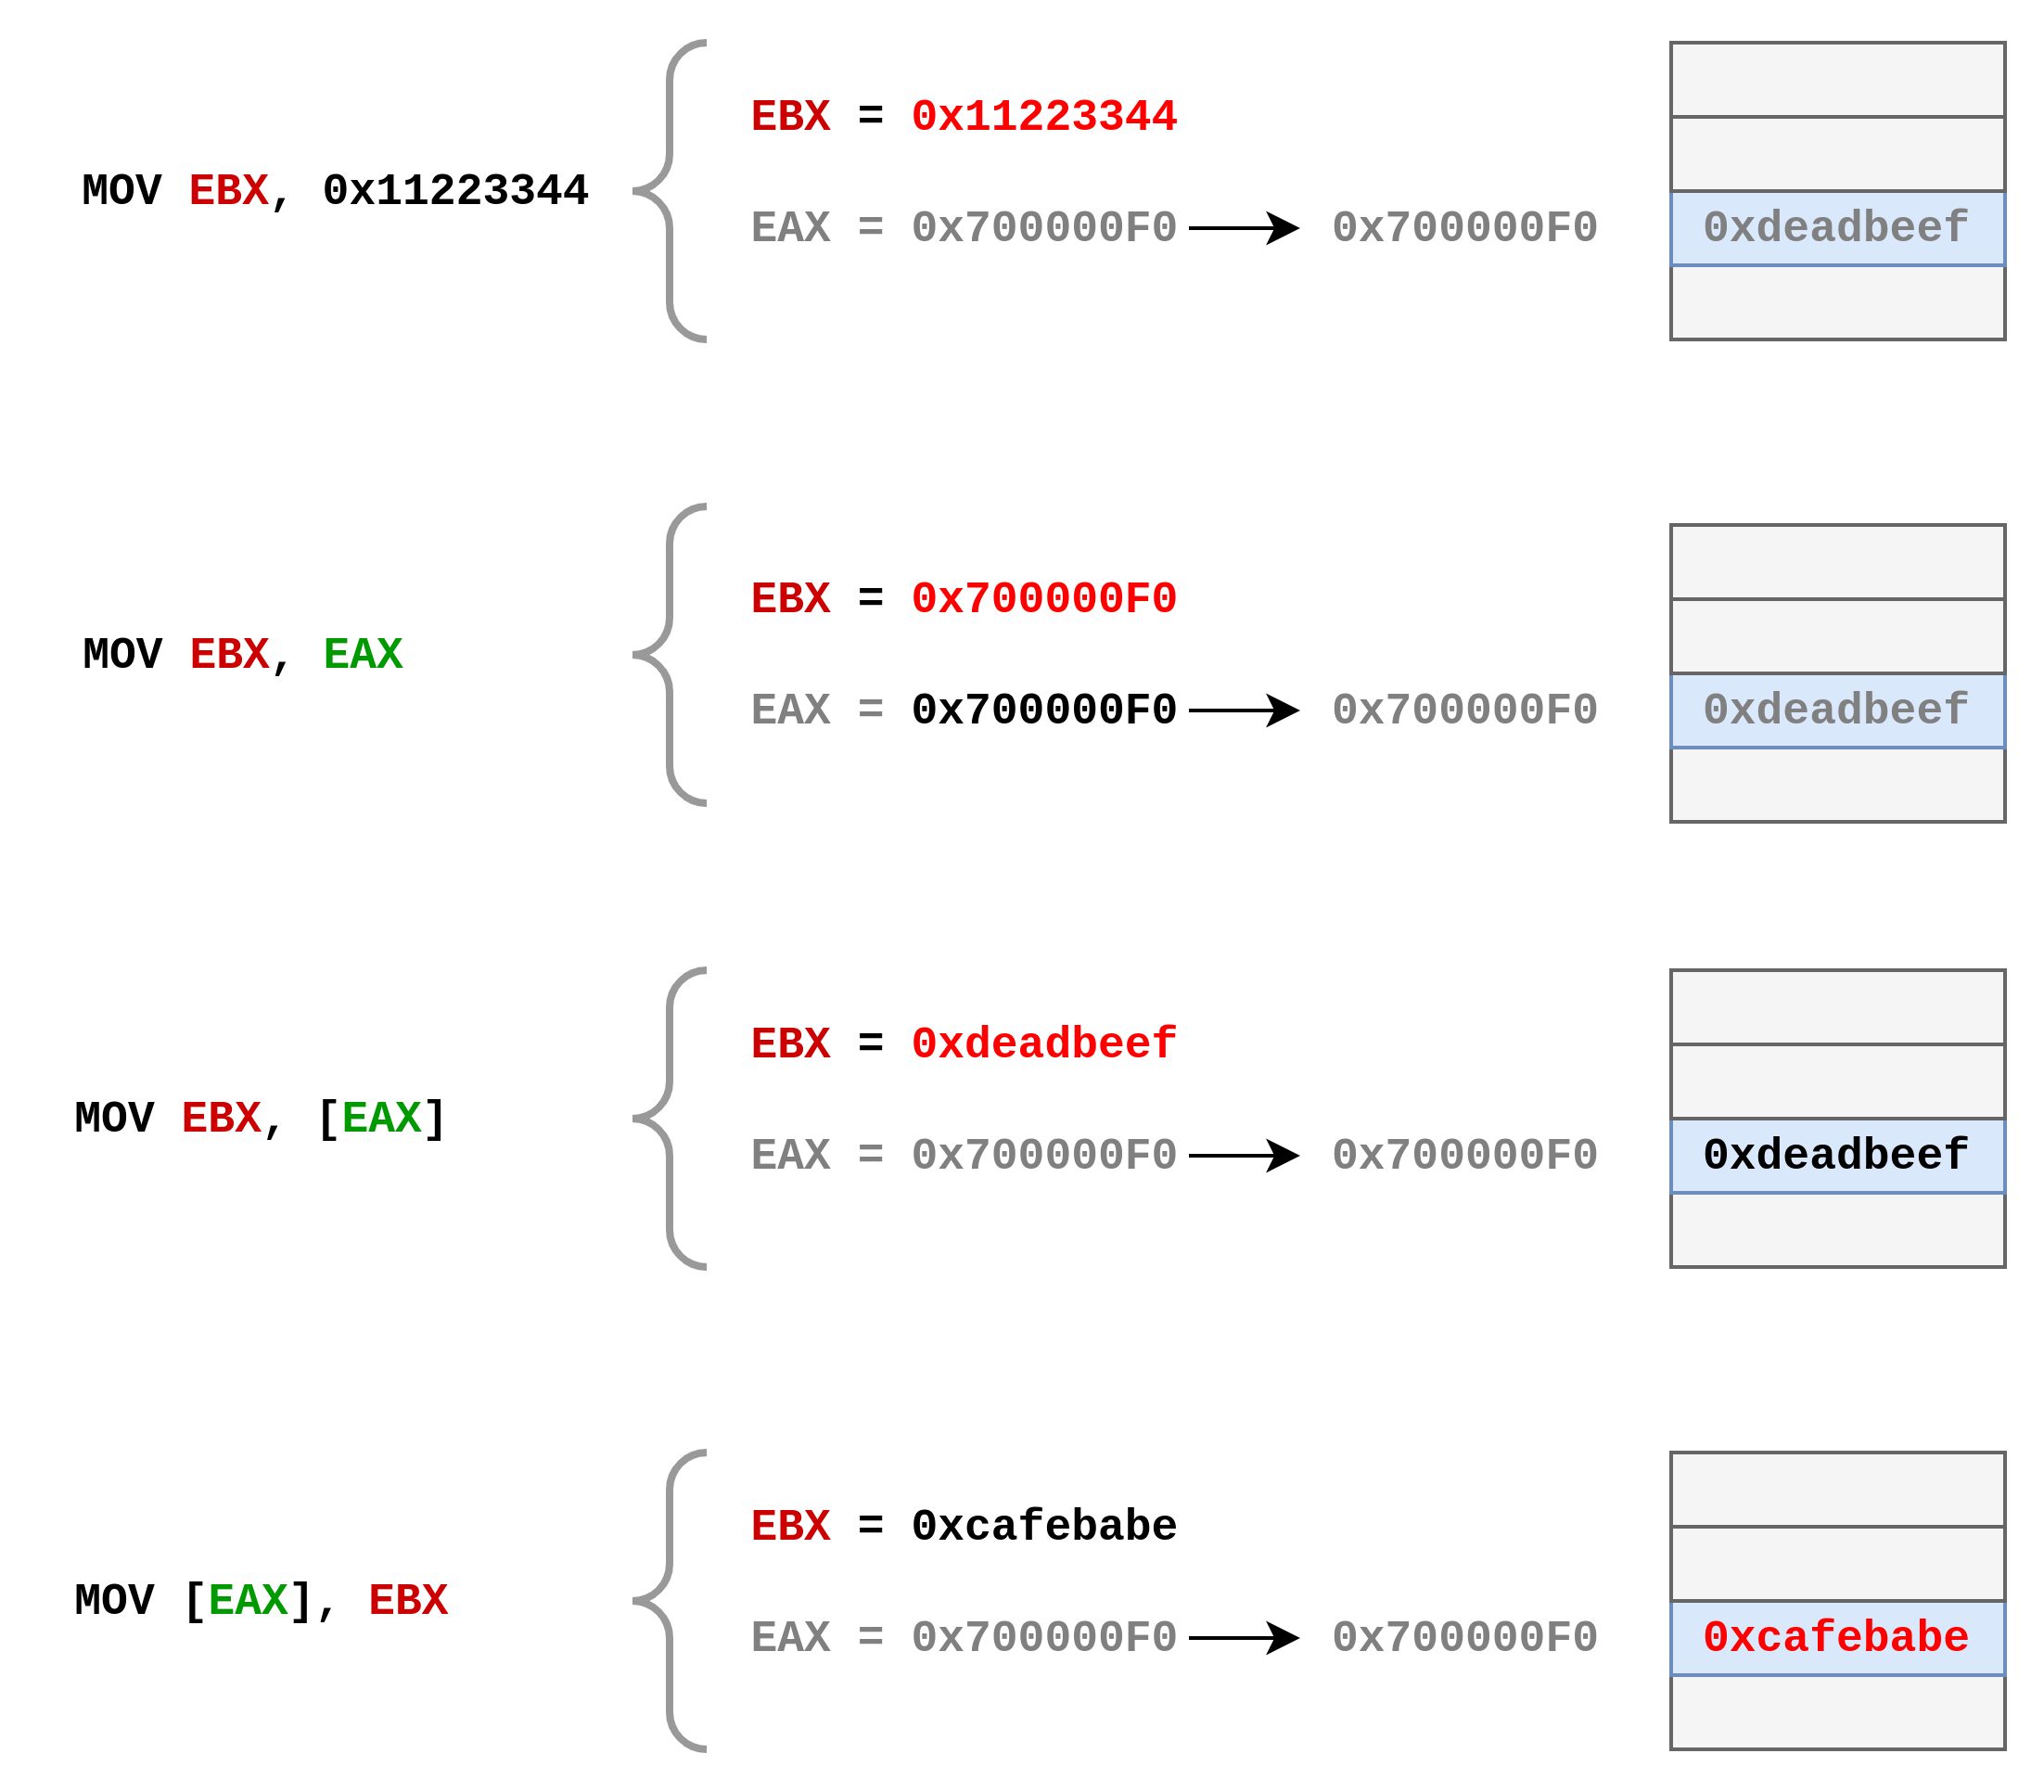 EBX = 0x11223344
MOV EBX, 0x11223344
EAX = 0x700000F0 0x700000F0 0xdeadbeef
EBX = 0x700000F0
MOV EBX, EAX
EAX = 0x700000F0 0x700000F0 0xdeadbeef
EBX = 0xdeadbeef
MOV EBX, [EAX]
EAX = 0x700000F0 0x700000F0 0xdeadbeef
EBX = 0xcafebabe
MOV [EAX], EBX
EAX = 0x700000F0 0x700000F0 0xcafebabe